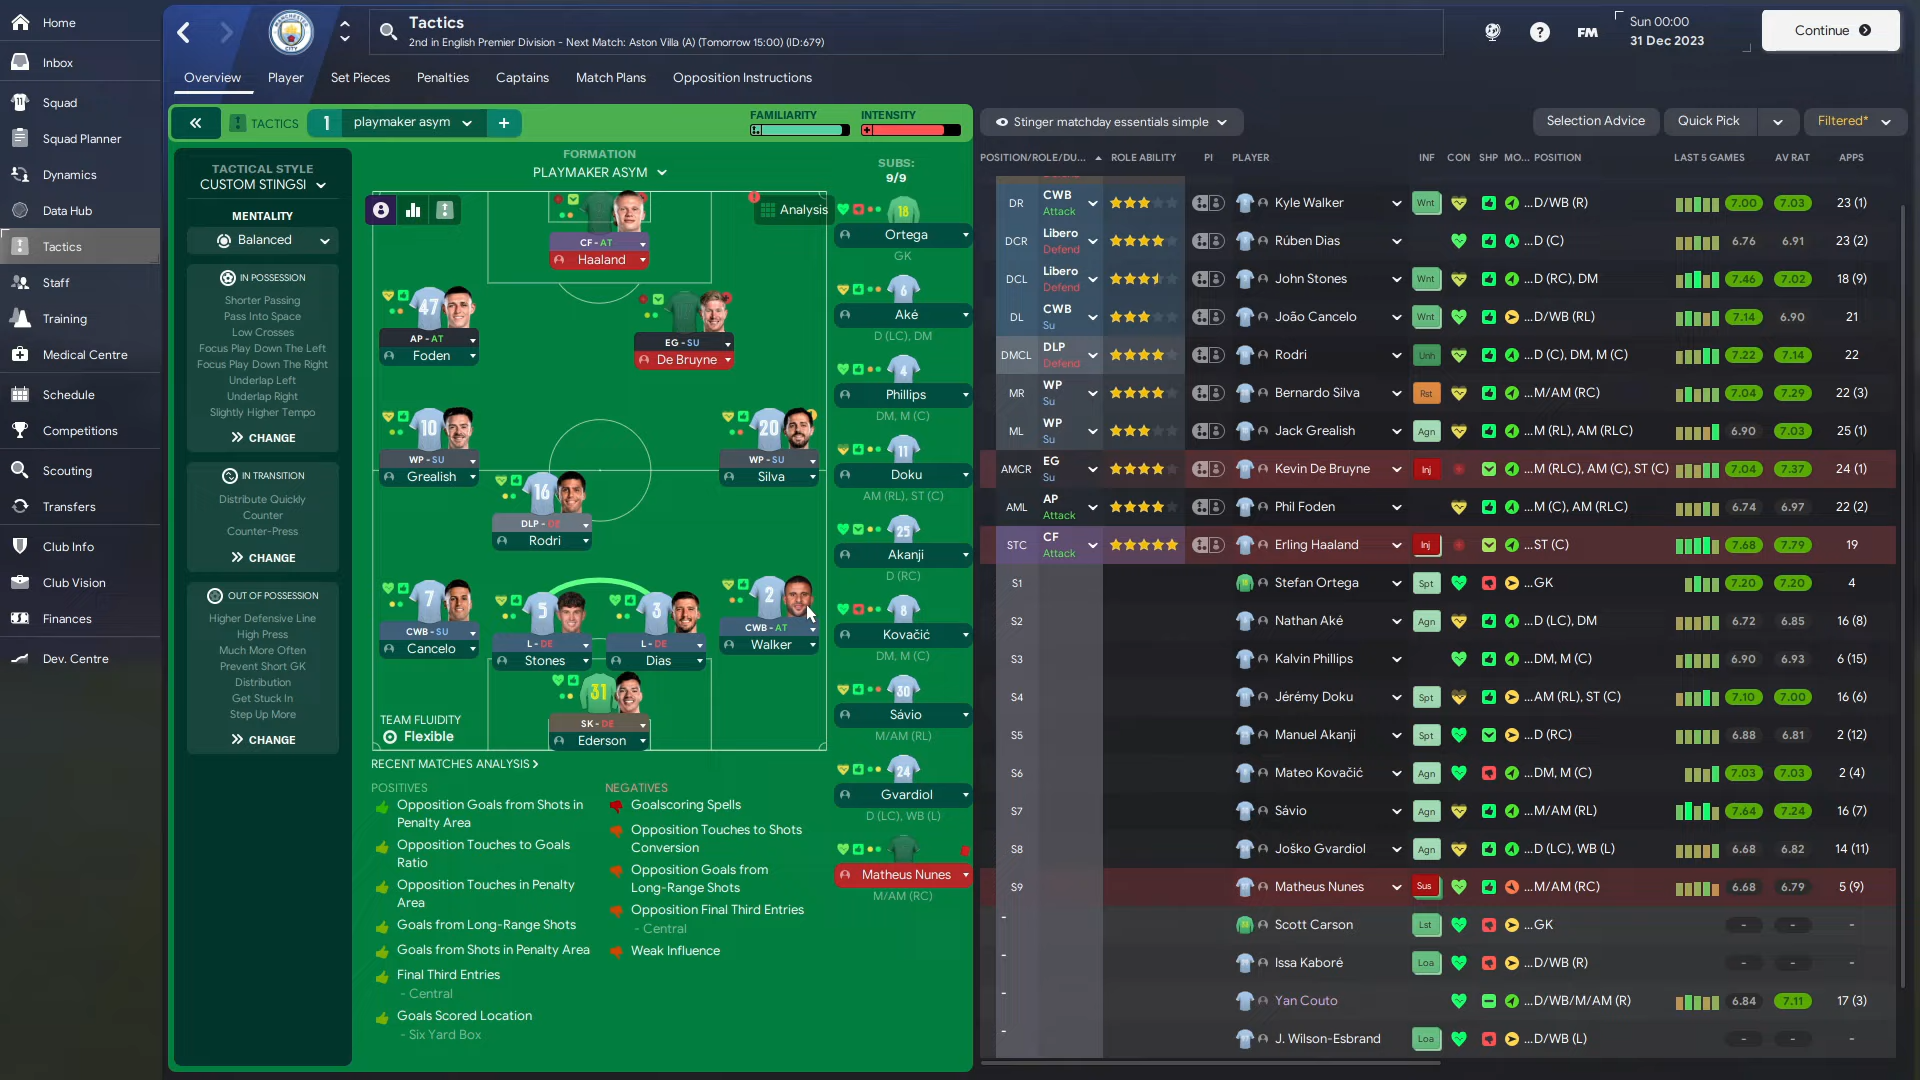 Home
Inbox
Squad
Squad Planner
Dynamics
Data Hub
Tactics
Staff
Training
Medical Centre
Schedule
Competitions
Scouting
Transfers
Club Info
Club Vision
Finances
Dev. Centre
Tactics
2nd in English Premier Division - Next Match: Aston Villa (A) (Tomorrow 15:00) (ID:679)
FM
Sun 00:00
31 Dec 2023
Continue
Overview Player Set Pieces Penalties Captains Match Plans Opposition Instructions
TACTICS 1 playmaker asym +
FAMILIARITY INTENSITY
TACTICAL STYLE
CUSTOM STINGSI
MENTALITY
Balanced
IN POSSESSION
Shorter Passing
Pass Into Space
Low Crosses
Focus Play Down The Left
Focus Play Down The Right
Underlap Left
Underlap Right
Slightly Higher Tempo
CHANGE
IN TRANSITION
Distribute Quickly
Counter
Counter-Press
CHANGE
OUT OF POSSESSION
Higher Defensive Line
High Press
Much More Often
Prevent Short GK
Distribution
Get Stuck In
Step Up More
CHANGE
FORMATION
PLAYMAKER ASYM
Analysis
CF - AT
Haaland
47
AP - AT
Foden
EG - SU
De Bruyne
10
WP - SU
Grealish
20
WP - SU
Silva
16
DLP - DE
Rodri
7
CWB - SU
Cancelo
5
L - DE
Stones
3
L - DE
Dias
2
CWB - AT
Walker
31
SK - DE
Ederson
TEAM FLUIDITY
Flexible
SUBS:
9/9
18
Ortega
GK
6
Aké
D (LC), DM
4
Phillips
DM, M (C)
11
Doku
AM (RL), ST (C)
25
Akanji
D (RC)
8
Kovačić
DM, M (C)
30
Sávio
M/AM (RL)
24
Gvardiol
D (LC), WB (L)
Matheus Nunes
M/AM (RC)
RECENT MATCHES ANALYSIS
POSITIVES
Opposition Goals from Shots in
Penalty Area
Opposition Touches to Goals
Ratio
Opposition Touches in Penalty
Area
Goals from Long-Range Shots
Goals from Shots in Penalty Area
Final Third Entries
- Central
Goals Scored Location
- Six Yard Box
NEGATIVES
Goalscoring Spells
Opposition Touches to Shots
Conversion
Opposition Goals from
Long-Range Shots
Opposition Final Third Entries
- Central
Weak Influence
Stinger matchday essentials simple
Selection Advice Quick Pick Filtered*
POSITION/ROLE/DU... ROLE ABILITY PI PLAYER INF CON SHP MO... POSITION LAST 5 GAMES AV RAT APPS
DR CWB Attack Kyle Walker Wnt ...D/WB (R) 7.00 7.03 23 (1)
DCR Libero Defend Rúben Dias ...D (C) 6.76 6.91 23 (2)
DCL Libero Defend John Stones Wnt ...D (RC), DM 7.46 7.02 18 (9)
DL CWB Su João Cancelo Wnt ...D/WB (RL) 7.14 6.90 21
DMCL DLP Defend Rodri Unh ...D (C), DM, M (C) 7.22 7.14 22
MR WP Su Bernardo Silva Rst ...M/AM (RC) 7.04 7.29 22 (3)
ML WP Su Jack Grealish Agn ...M (RL), AM (RLC) 6.90 7.03 25 (1)
AMCR EG Su Kevin De Bruyne Inj ...M (RLC), AM (C), ST (C) 7.04 7.37 24 (1)
AML AP Attack Phil Foden ...M (C), AM (RLC) 6.74 6.97 22 (2)
STC CF Attack Erling Haaland Inj ...ST (C) 7.68 7.79 19
S1 Stefan Ortega Spt ...GK 7.20 7.20 4
S2 Nathan Aké Agn ...D (LC), DM 6.72 6.85 16 (8)
S3 Kalvin Phillips ...DM, M (C) 6.90 6.93 6 (15)
S4 Jérémy Doku Spt ...AM (RL), ST (C) 7.10 7.00 16 (6)
S5 Manuel Akanji Spt ...D (RC) 6.88 6.81 2 (12)
S6 Mateo Kovačić Agn ...DM, M (C) 7.03 7.03 2 (4)
S7 Sávio Agn ...M/AM (RL) 7.64 7.24 16 (7)
S8 Joško Gvardiol Agn ...D (LC), WB (L) 6.68 6.82 14 (11)
S9 Matheus Nunes Sus ...M/AM (RC) 6.68 6.79 5 (9)
- Scott Carson Lst ...GK - - -
- Issa Kaboré Loa ...D/WB (R) - - -
- Yan Couto ...D/WB/M/AM (R) 6.84 7.11 17 (3)
- J. Wilson-Esbrand Loa ...D/WB (L) - - -